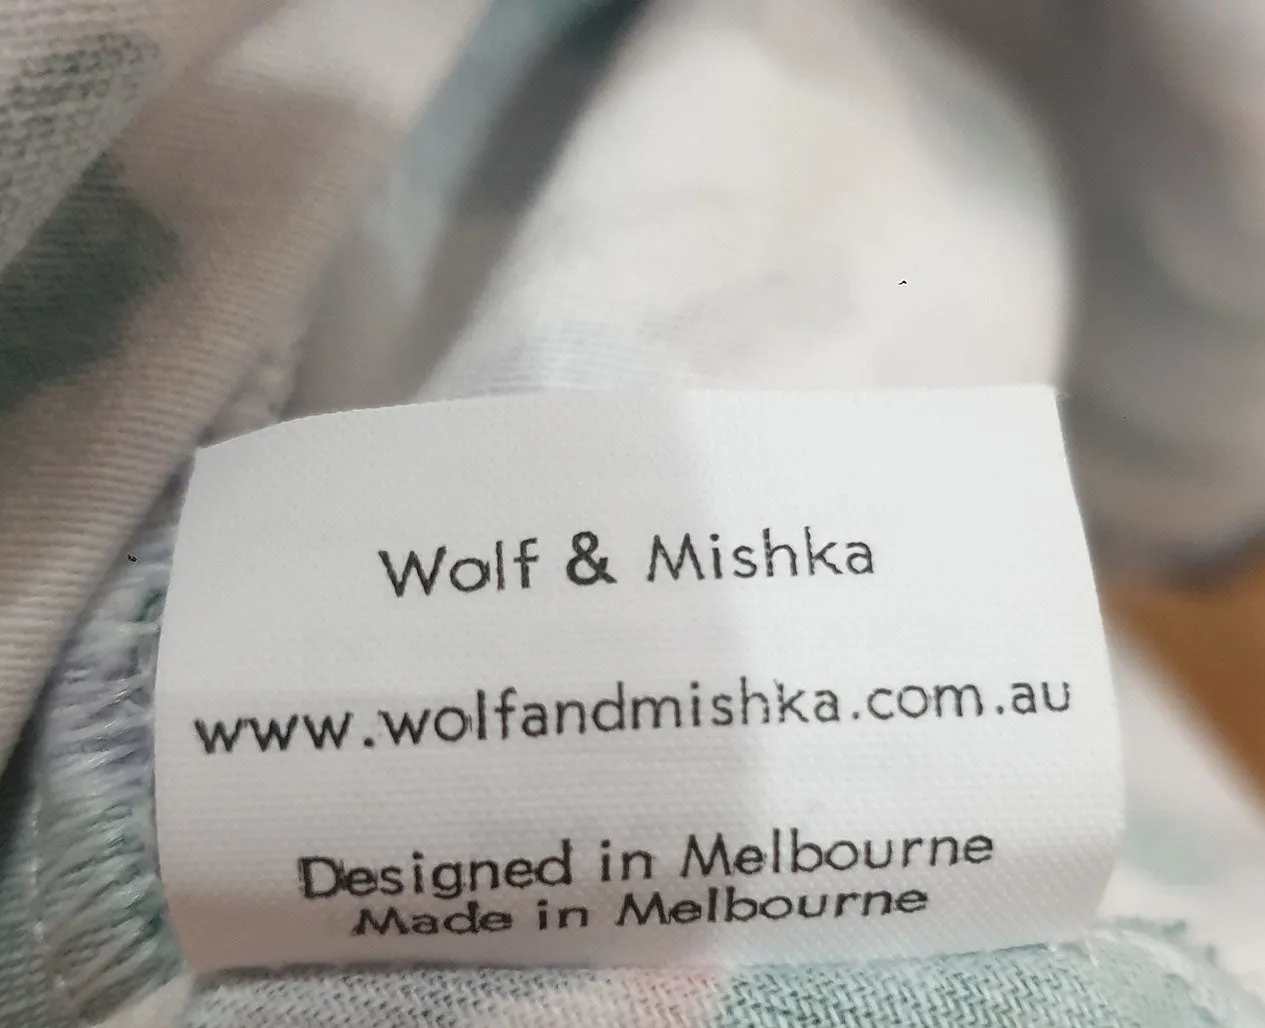 Wolf & Mishka
www.wolfandmishka.com.au
Designed in Melbourne
Made in Melbourne